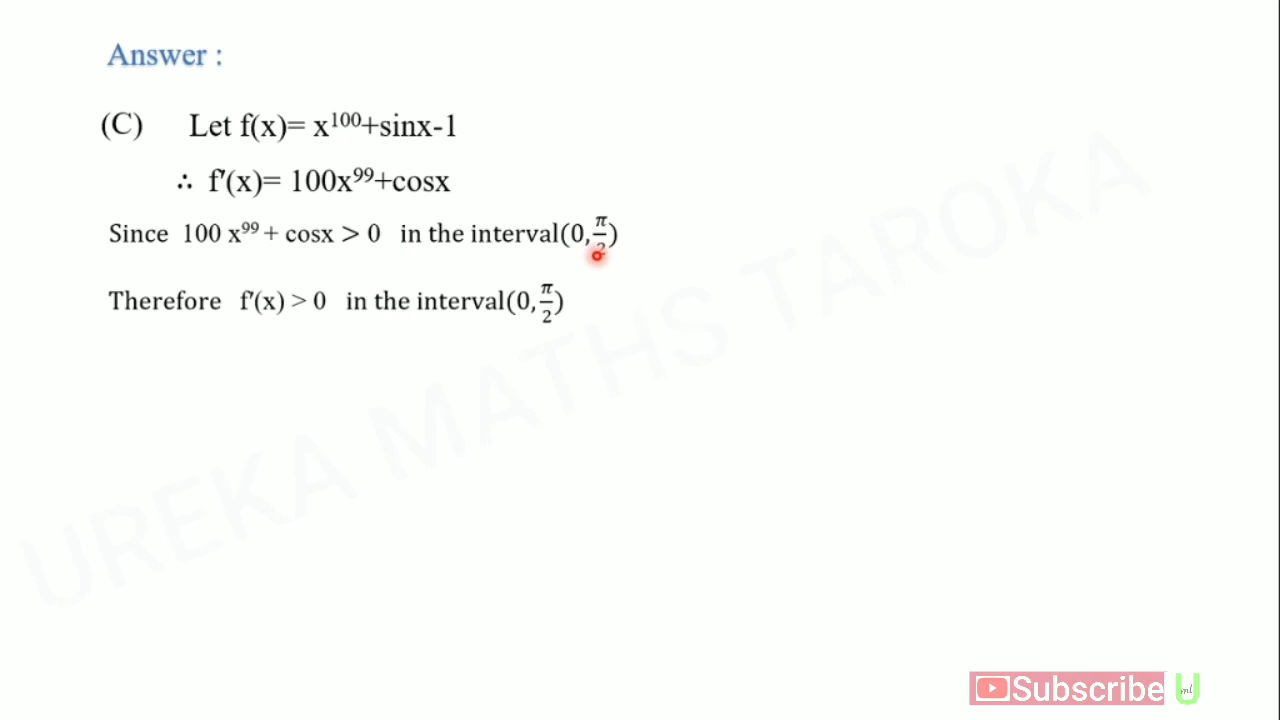 Answer :
(C) Let f(x)= x¹⁰⁰+sinx-1
∴ f'(x)= 100x⁹⁹+cosx
Since 100 x⁹⁹ + cosx > 0 in the interval(0,π/2)
Therefore f'(x) > 0 in the interval(0,π/2)
UREKA MATHS TAROKA
Subscribe U